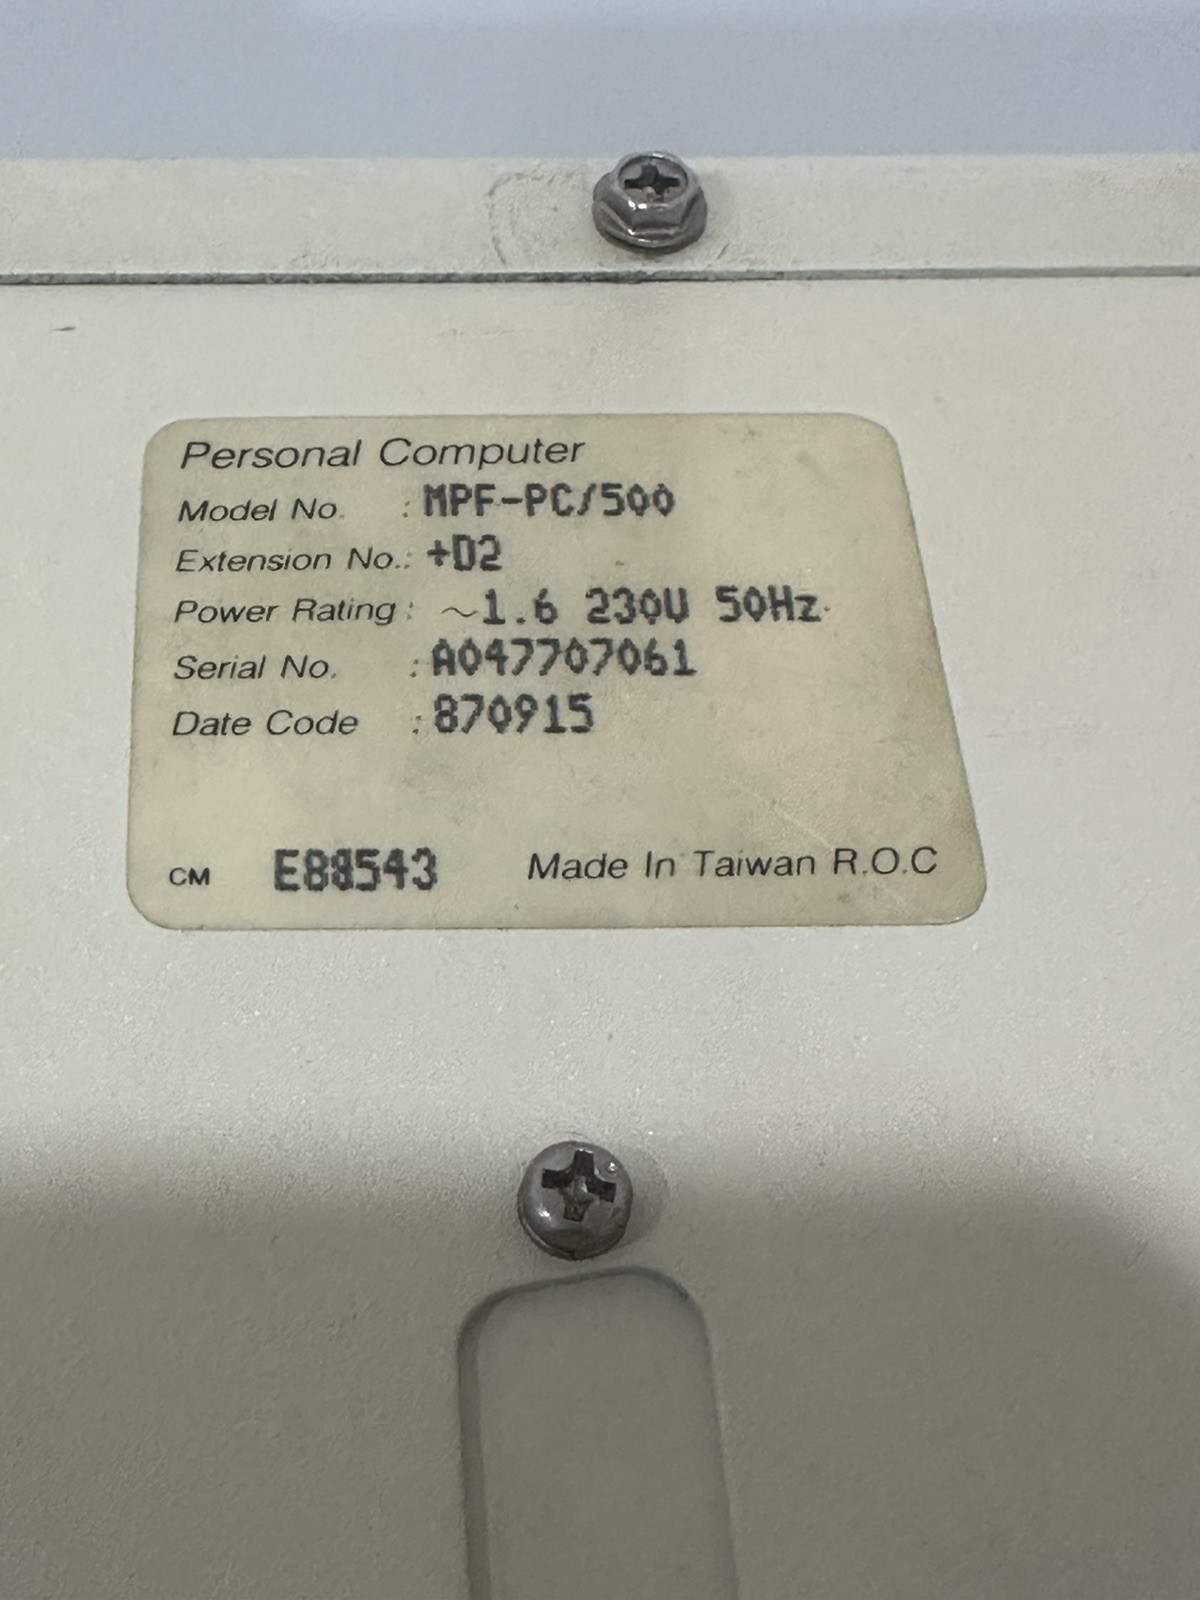 Personal Computer
Model No. : MPF-PC/500
Extension No.: +D2
Power Rating : ~1.6 230V 50Hz
Serial No. : A047707061
Date Code : 870915
CM E88543 Made In Taiwan R.O.C